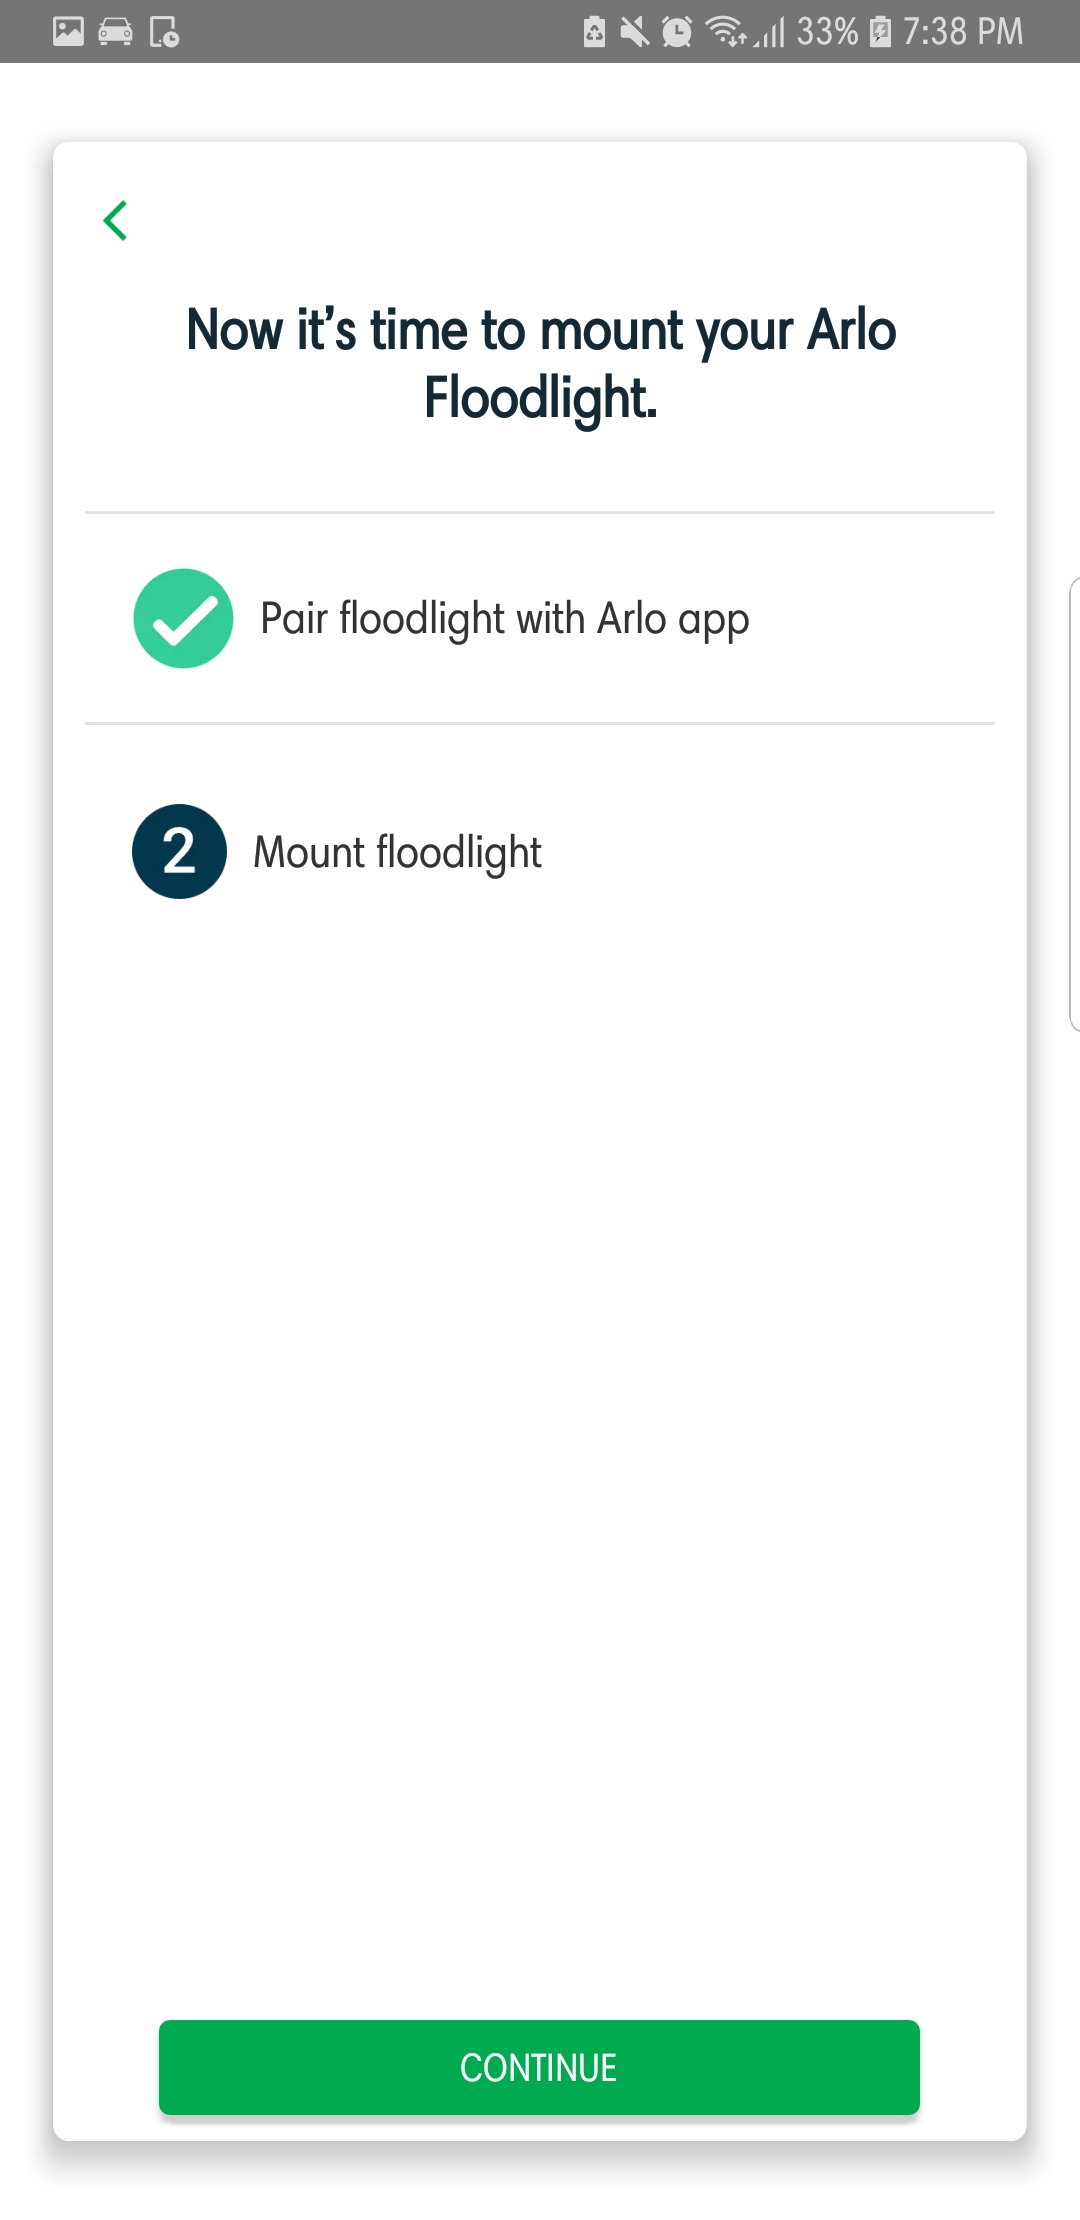 33% 7:38 PM
Now it’s time to mount your Arlo
Floodlight.
Pair floodlight with Arlo app
2 Mount floodlight
CONTINUE